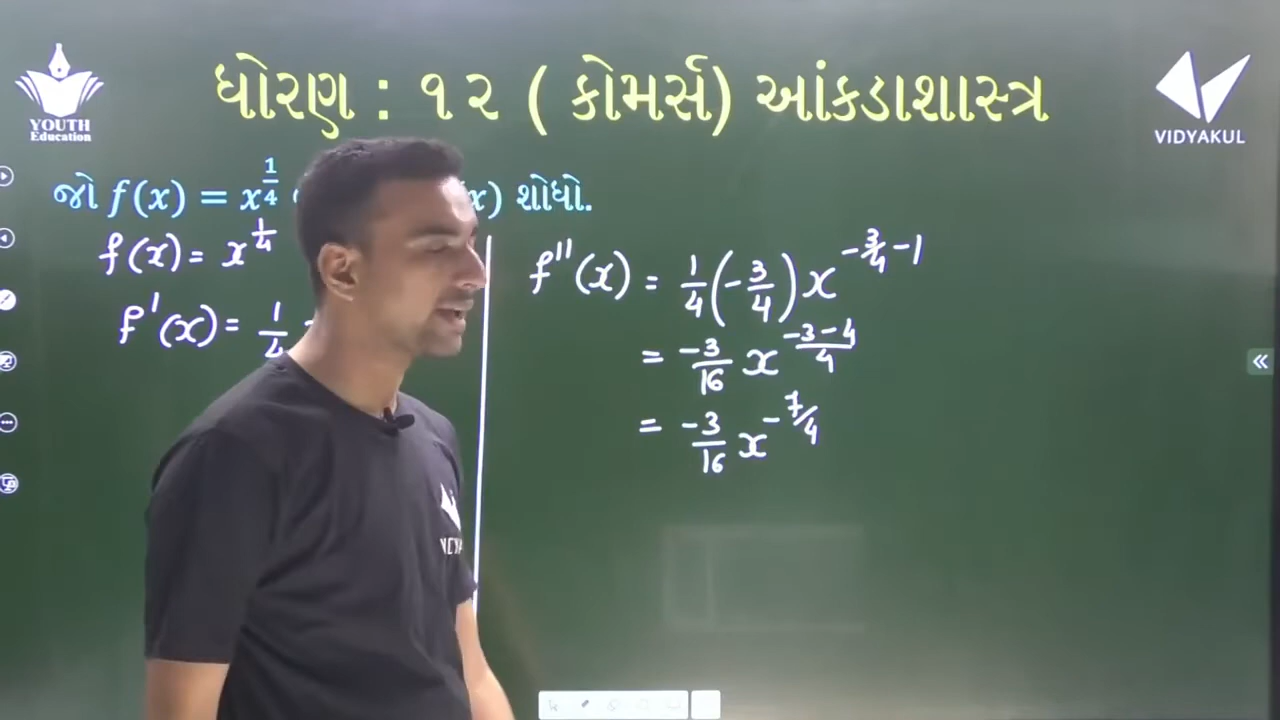 ધોરણ : ૧૨ ( કોમર્સ) આંકડાશાસ્ત્ર
YOUTH
Education
VIDYAKUL
જો f(x) = x^{1/4} x) શોધો.
f(x) = x^{1/4}
f'(x) = 1/4
f''(x) = 1/4 (-3/4) x^{-3/4 - 1}
= -3/16 x^{(-3-4)/4}
= -3/16 x^{-7/4}